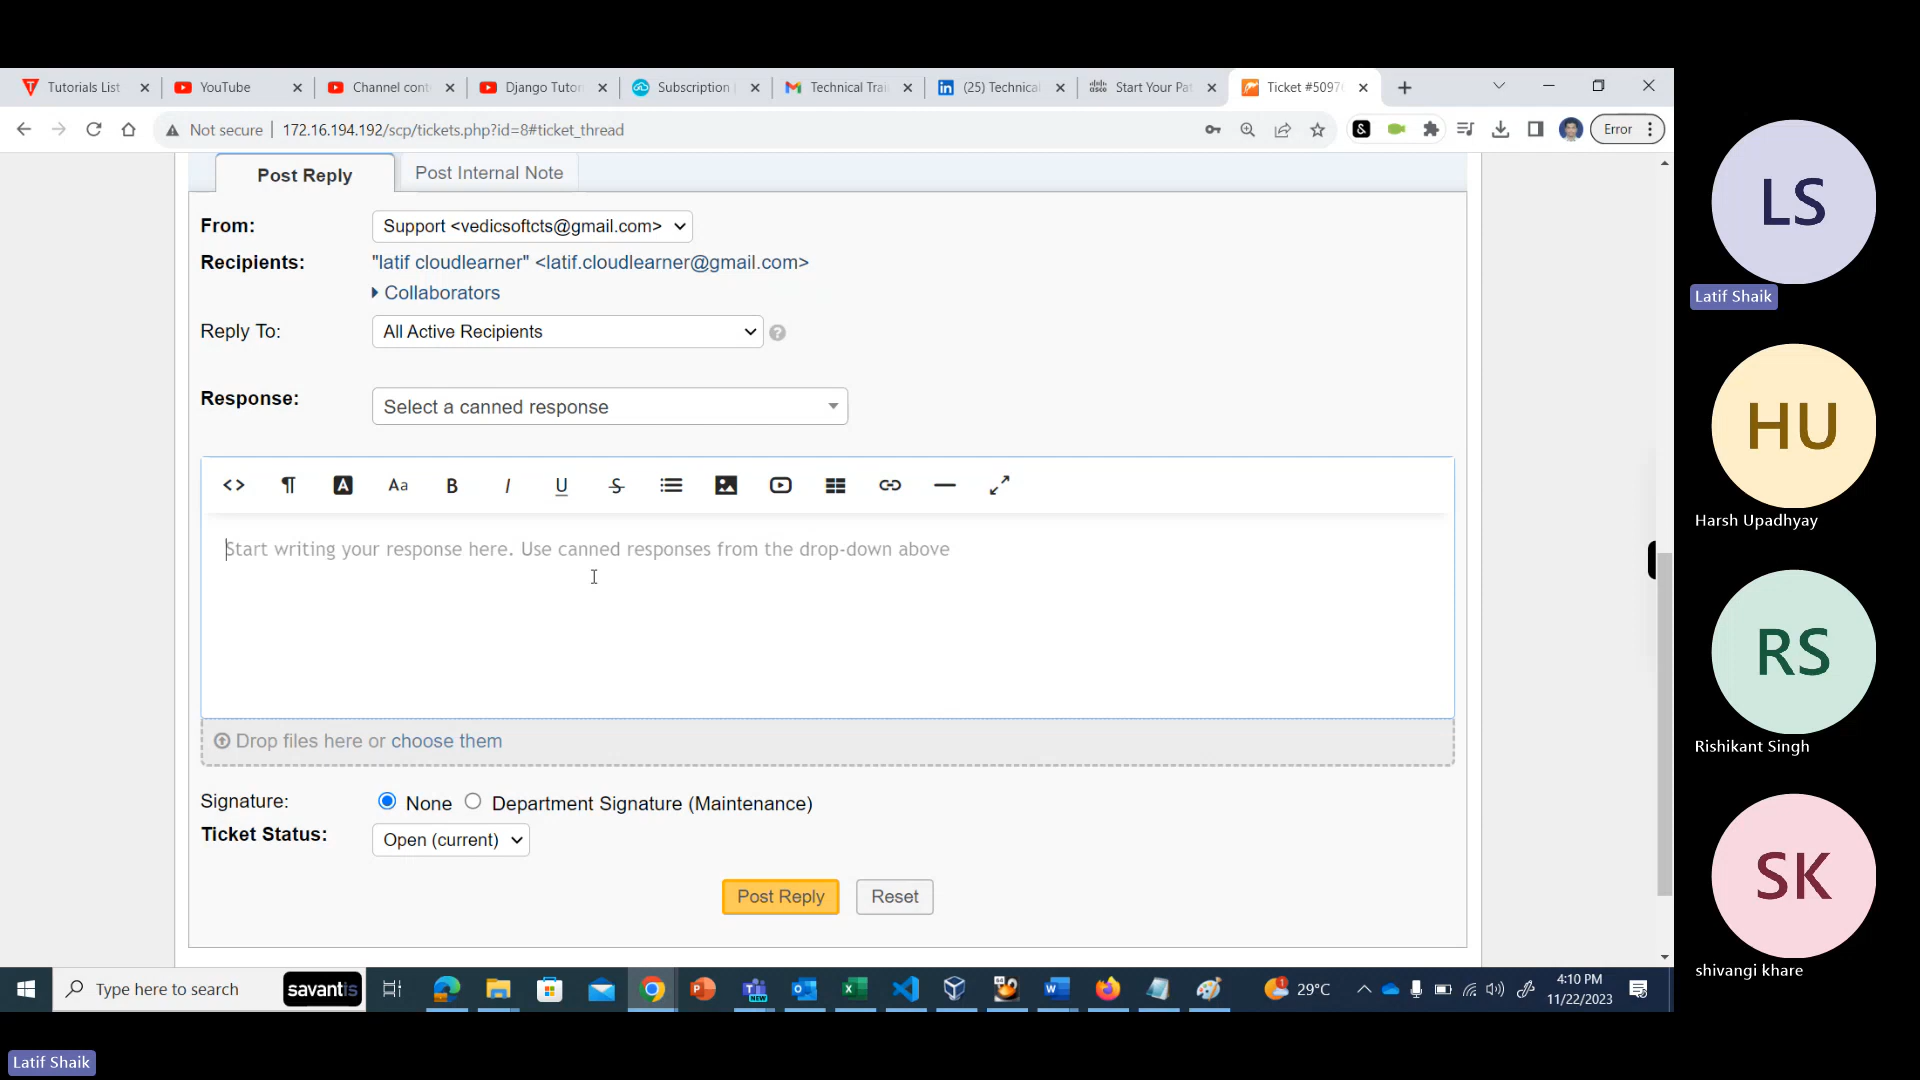 Tutorials List
YouTube
Channel cont
Django Tutor
Subscription
Technical Trai
(25) Technical
Start Your Pat
Ticket #5097
Not secure
172.16.194.192/scp/tickets.php?id=8#ticket_thread
Error
Post Reply
Post Internal Note
From:
Support <vedicsoftcts@gmail.com>
Recipients:
"latif cloudlearner" <latif.cloudlearner@gmail.com>
Collaborators
Reply To:
All Active Recipients
Response:
Select a canned response
Aa B I U S
Start writing your response here. Use canned responses from the drop-down above
Drop files here or choose them
Signature:
None
Department Signature (Maintenance)
Ticket Status:
Open (current)
Post Reply
Reset
LS
Latif Shaik
HU
Harsh Upadhyay
RS
Rishikant Singh
SK
shivangi khare
Type here to search
savantis
29°C
4:10 PM
11/22/2023
Latif Shaik